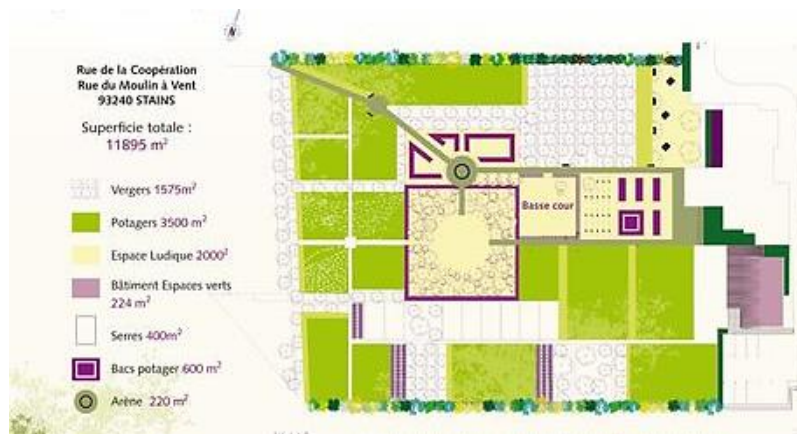 N
Rue de la Coopération
Rue du Moulin à Vent
93240 STAINS
Superficie totale :
11895 m²
Vergers 1575m²
Potagers 3500 m²
Espace Ludique 2000²
Bâtiment Espaces verts
224 m²
Serres 400m²
Bacs potager 600 m²
Arène 220 m²
Basse cour